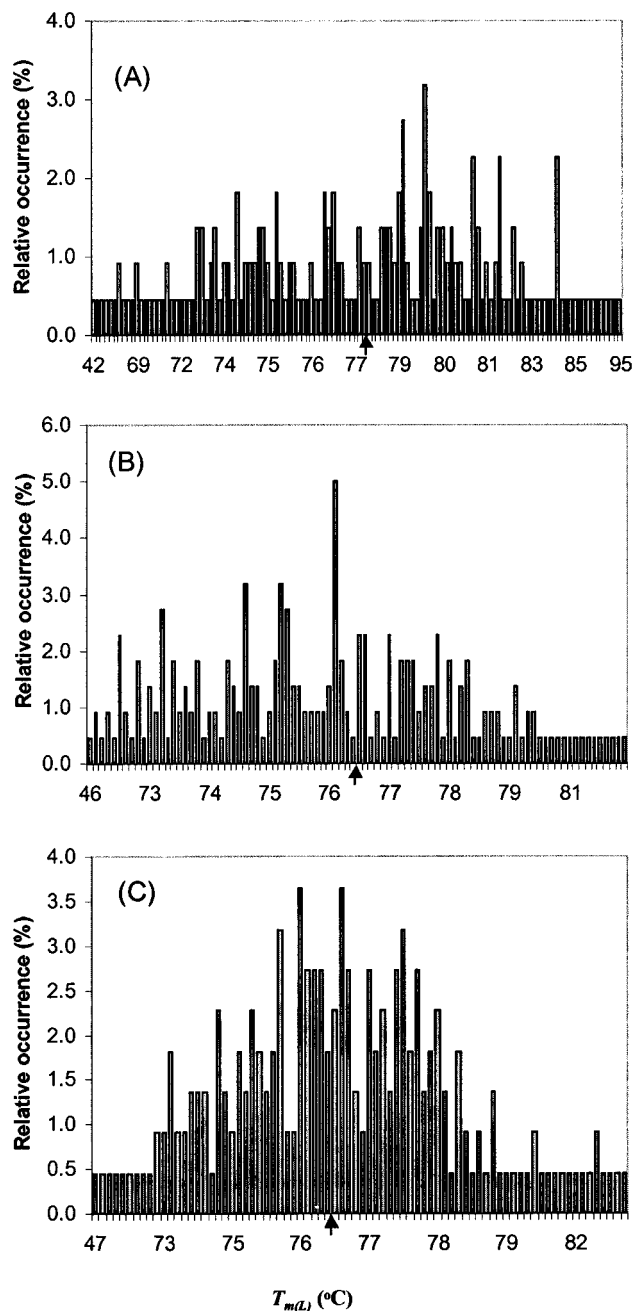 4.0
(A)
3.0
Relative occurrence (%)
2.0
1.0
0.0
42 69 72 74 75 76 77 79 80 81 83 85 95
6.0
(B)
5.0
4.0
Relative occurrence (%)
3.0
2.0
1.0
0.0
46 73 74 75 76 77 78 79 81
4.0
(C)
3.5
3.0
2.5
Relative occurrence (%)
2.0
1.5
1.0
0.5
0.0
47 73 75 76 77 78 79 82
Tm(L) (°C)